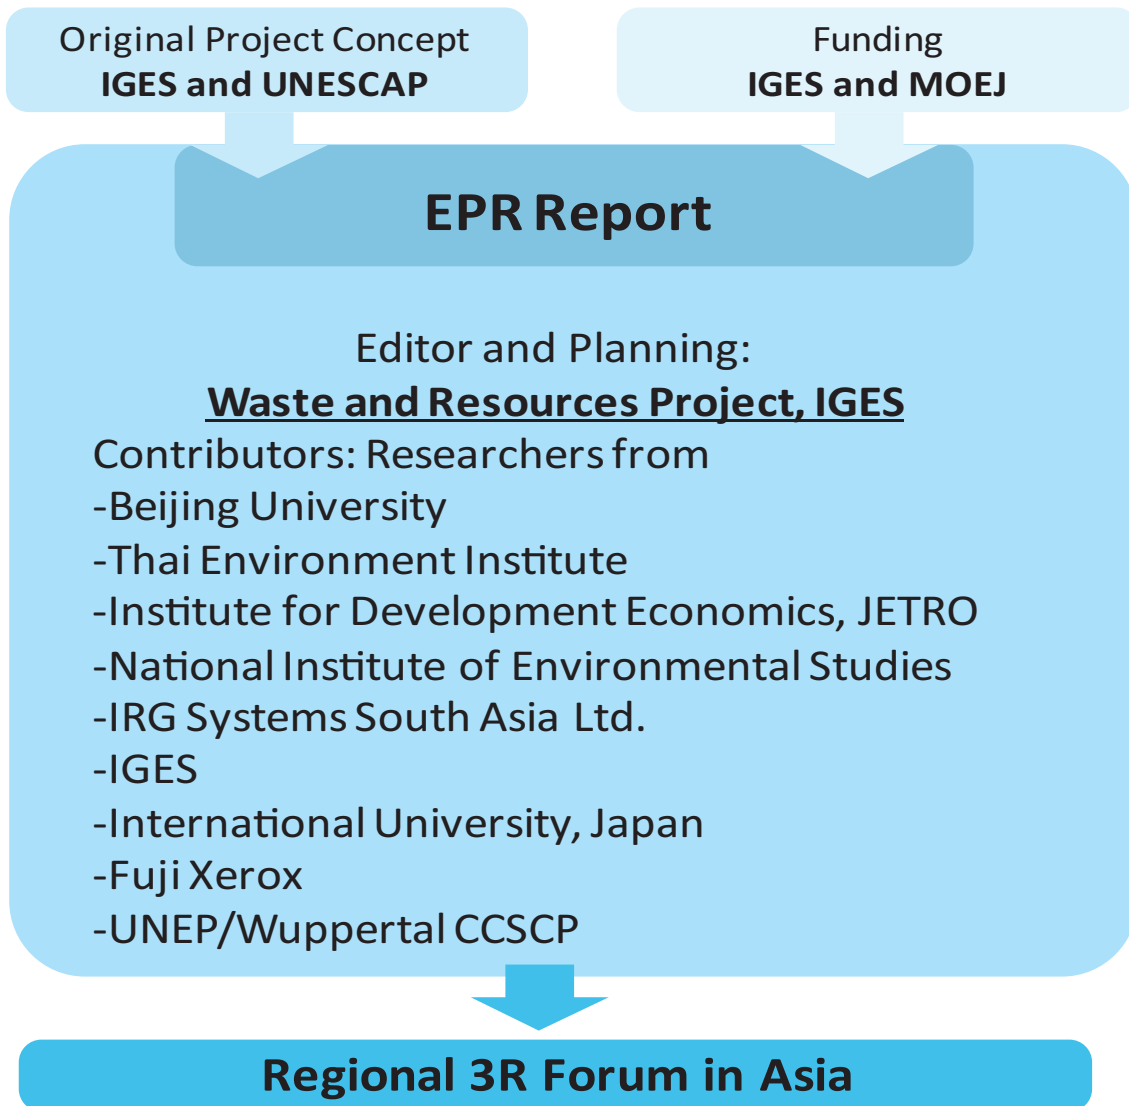 Original Project Concept
IGES and UNESCAP
Funding
IGES and MOEJ
EPR Report
Editor and Planning:
Waste and Resources Project, IGES
Contributors: Researchers from
-Beijing University
-Thai Environment Institute
-Institute for Development Economics, JETRO
-National Institute of Environmental Studies
-IRG Systems South Asia Ltd.
-IGES
-International University, Japan
-Fuji Xerox
-UNEP/Wuppertal CCSCP
Regional 3R Forum in Asia